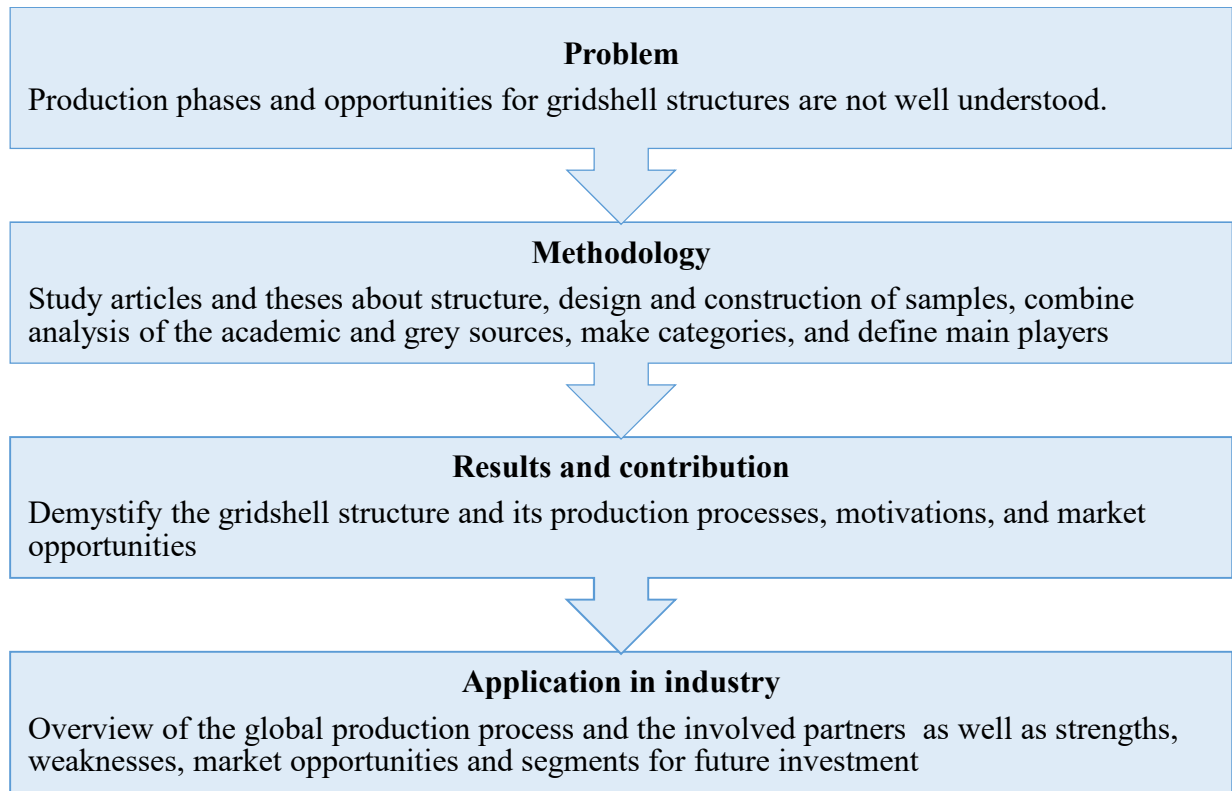 Problem
Production phases and opportunities for gridshell structures are not well understood.
Methodology
Study articles and theses about structure, design and construction of samples, combine
analysis of the academic and grey sources, make categories, and define main players
Results and contribution
Demystify the gridshell structure and its production processes, motivations, and market
opportunities
Application in industry
Overview of the global production process and the involved partners  as well as strengths,
weaknesses, market opportunities and segments for future investment